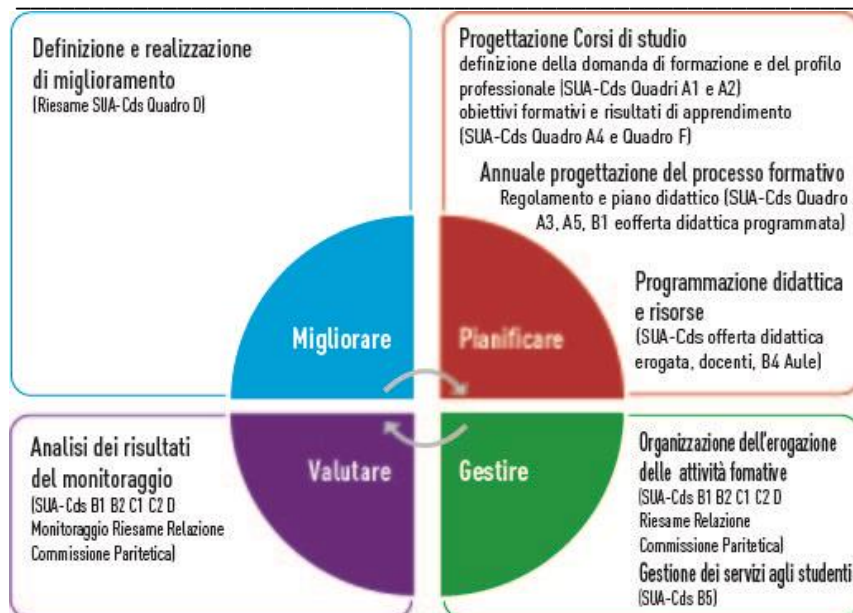 Definizione e realizzazione
di miglioramento
(Riesame SUA-Cds Quadro D)
Progettazione Corsi di studio
definizione della domanda di formazione e del profilo
professionale (SUA-Cds Quadri A1 e A2)
obiettivi formativi e risultati di apprendimento
(SUA-Cds Quadro A4 e Quadro F)
Annuale progettazione del processo formativo
Regolamento e piano didattico (SUA-Cds Quadro
A3, A5, B1 eofferta didattica programmata)
Programmazione didattica
e risorse
(SUA-Cds offerta didattica
erogata, docenti, B4 Aule)
Migliorare
Pianificare
Valutare
Gestire
Analisi dei risultati
del monitoraggio
(SUA-Cds B1 B2 C1 C2 D
Monitoraggio Riesame Relazione
Commissione Paritetica)
Organizzazione dell'erogazione
delle attività fomative
(SUA-Cds B1 B2 C1 C2 D
Riesame Relazione
Commissione Paritetica)
Gestione dei servizi agli studenti
(SUA-Cds B5)